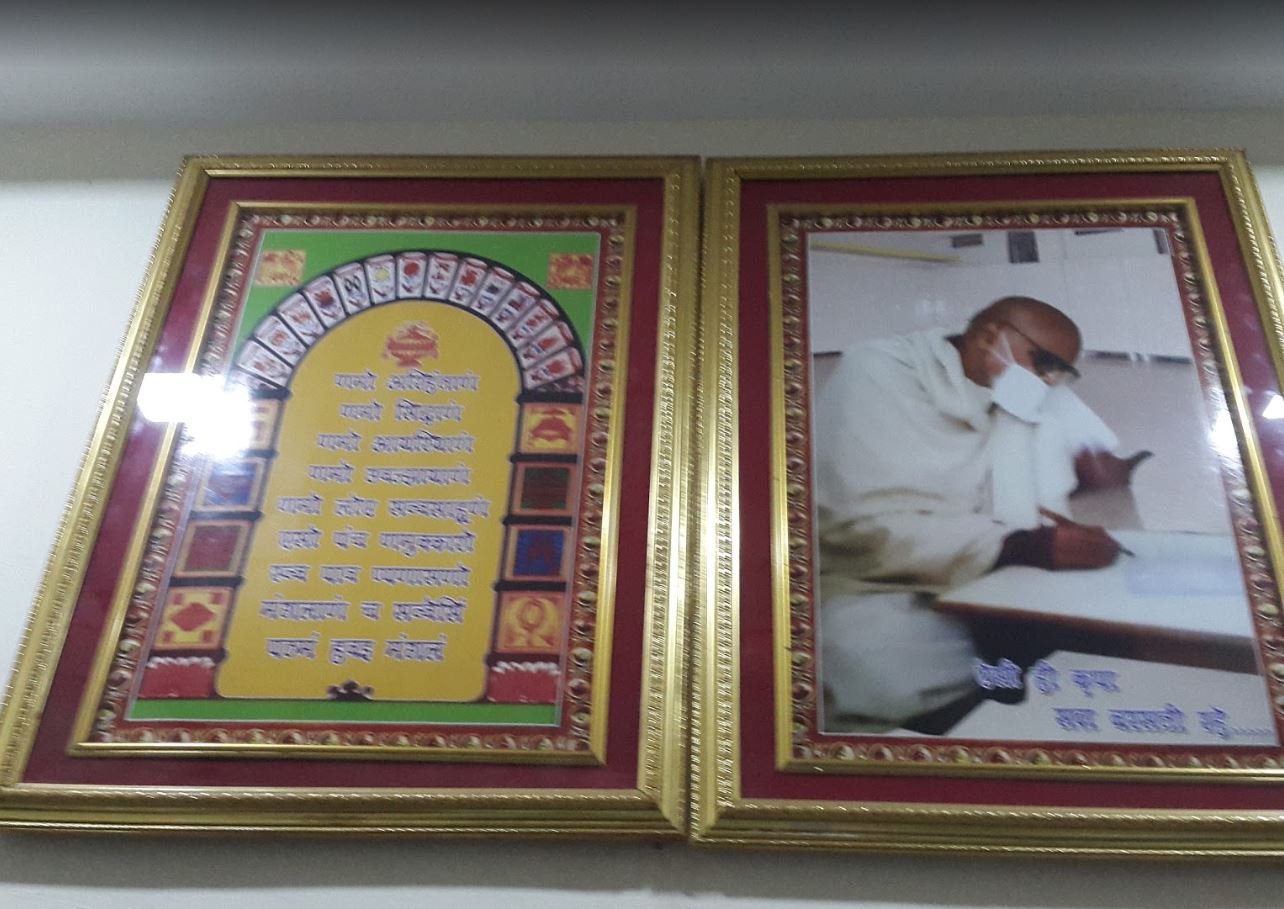 णमो अरिहंताणं
णमो सिद्धाणं
णमो आयरियाणं
णमो उवज्झायाणं
णमो लोए सव्वसाहूणं
एसो पंच णमुक्कारो
सव्व पाव प्पणासणो
मंगलाणं च सव्वेसिं
पढमं हवइ मंगलं
ऐसी ही कृपा
सदा बरसती रहे......